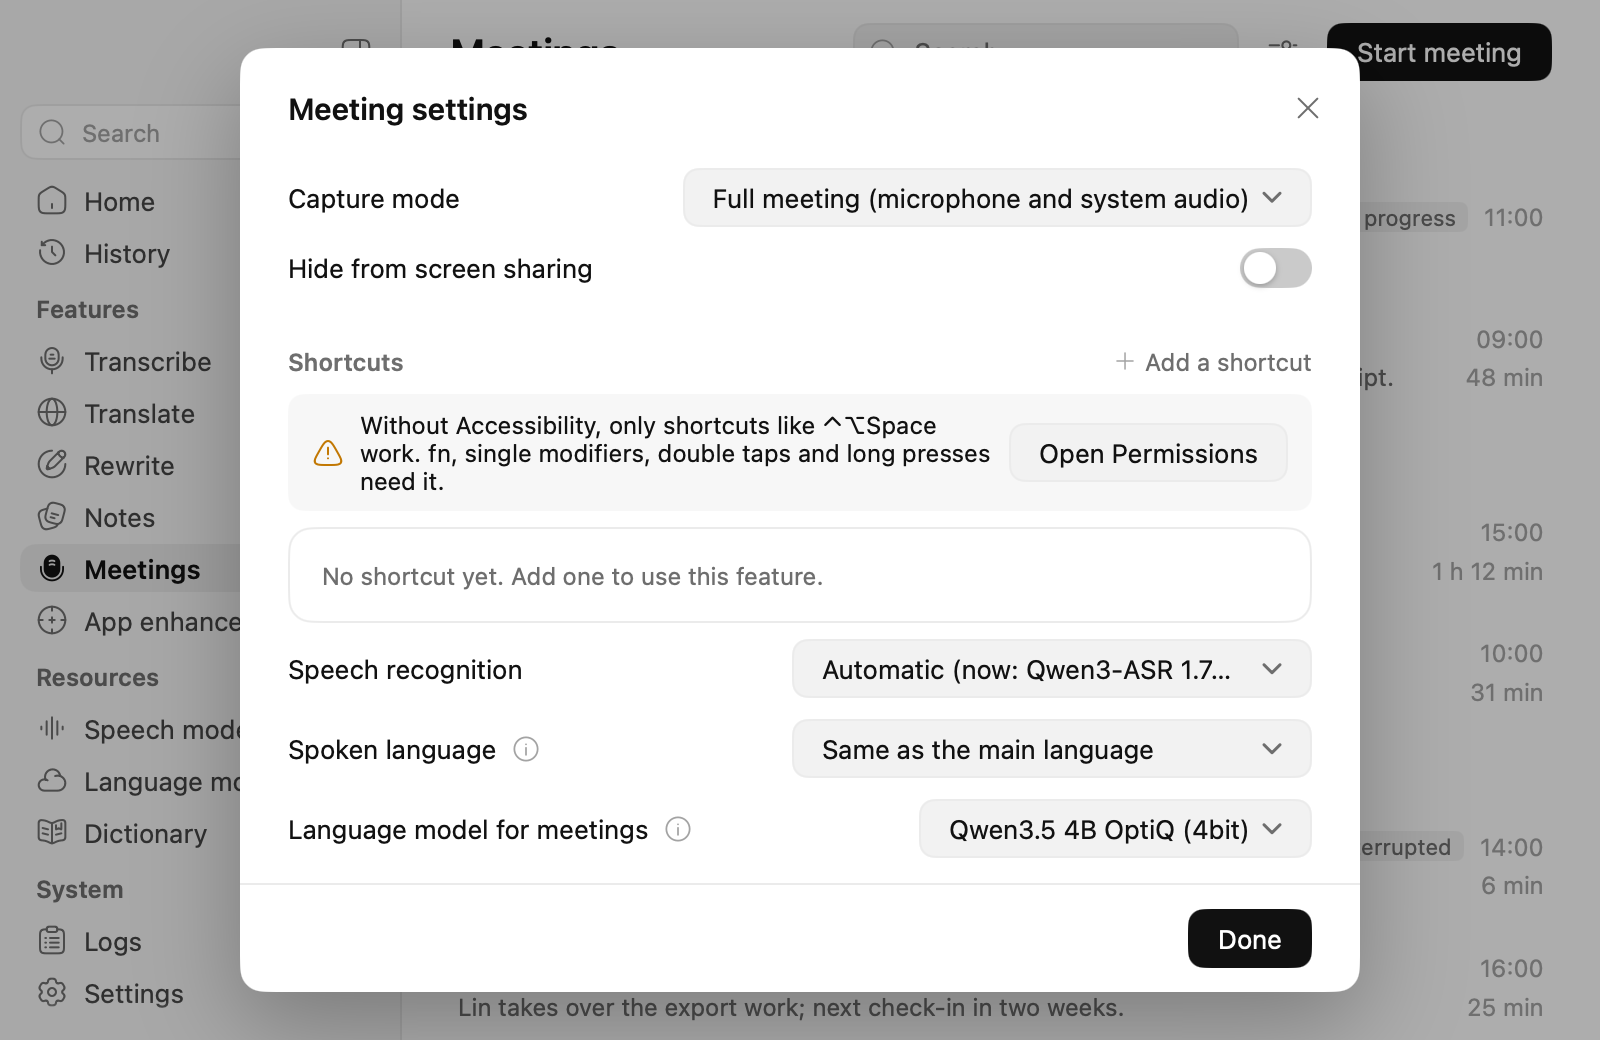 Start meeting
Search
Home
History
Features
Transcribe
Translate
Rewrite
Notes
Meetings
App enhance
Resources
Speech mode
Language mo
Dictionary
System
Logs
Settings
Meeting settings
Capture mode
Full meeting (microphone and system audio)
Hide from screen sharing
Shortcuts
+ Add a shortcut
Without Accessibility, only shortcuts like ⌃⌥Space
work. fn, single modifiers, double taps and long presses
need it.
Open Permissions
No shortcut yet. Add one to use this feature.
Speech recognition
Automatic (now: Qwen3-ASR 1.7...
Spoken language
Same as the main language
Language model for meetings
Qwen3.5 4B OptiQ (4bit)
Done
progress 11:00
09:00
ipt. 48 min
15:00
1 h 12 min
10:00
31 min
errupted 14:00
6 min
16:00
Lin takes over the export work; next check-in in two weeks. 25 min